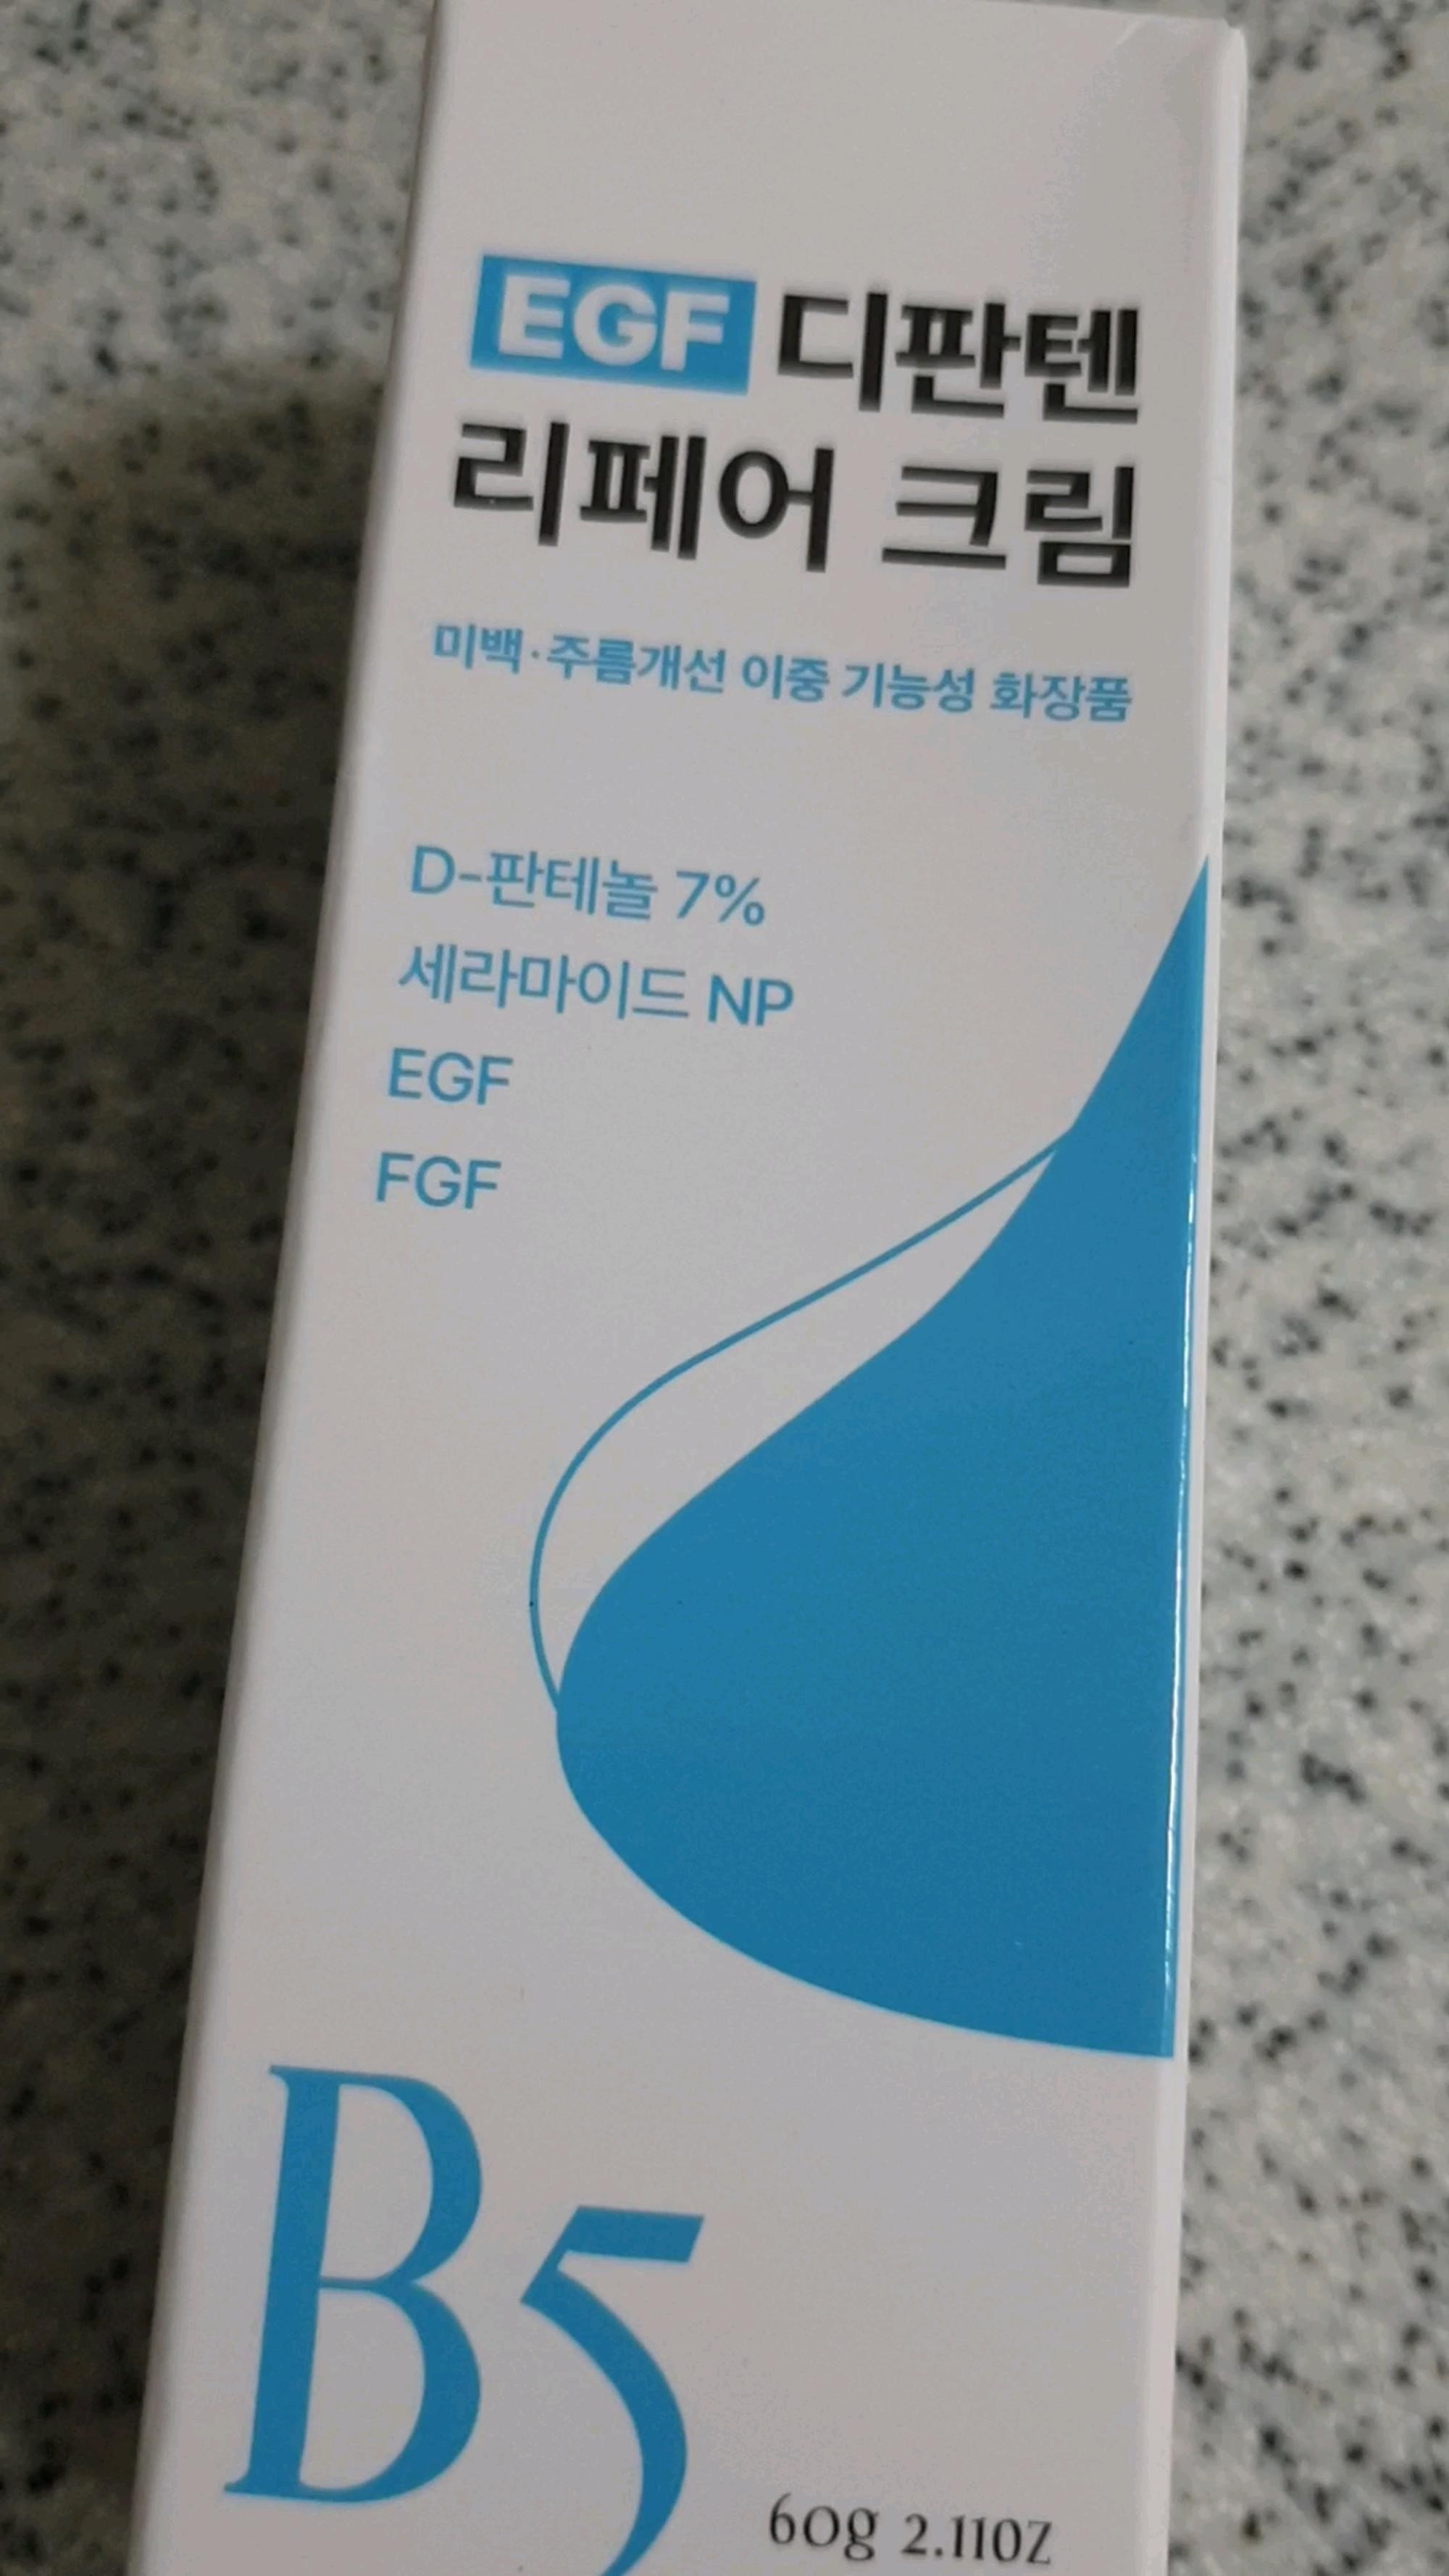 EGF 디판텐
리페어 크림
미백·주름개선 이중 기능성 화장품
D-판테놀 7%
세라마이드 NP
EGF
FGF
B5
60g 2.11OZ